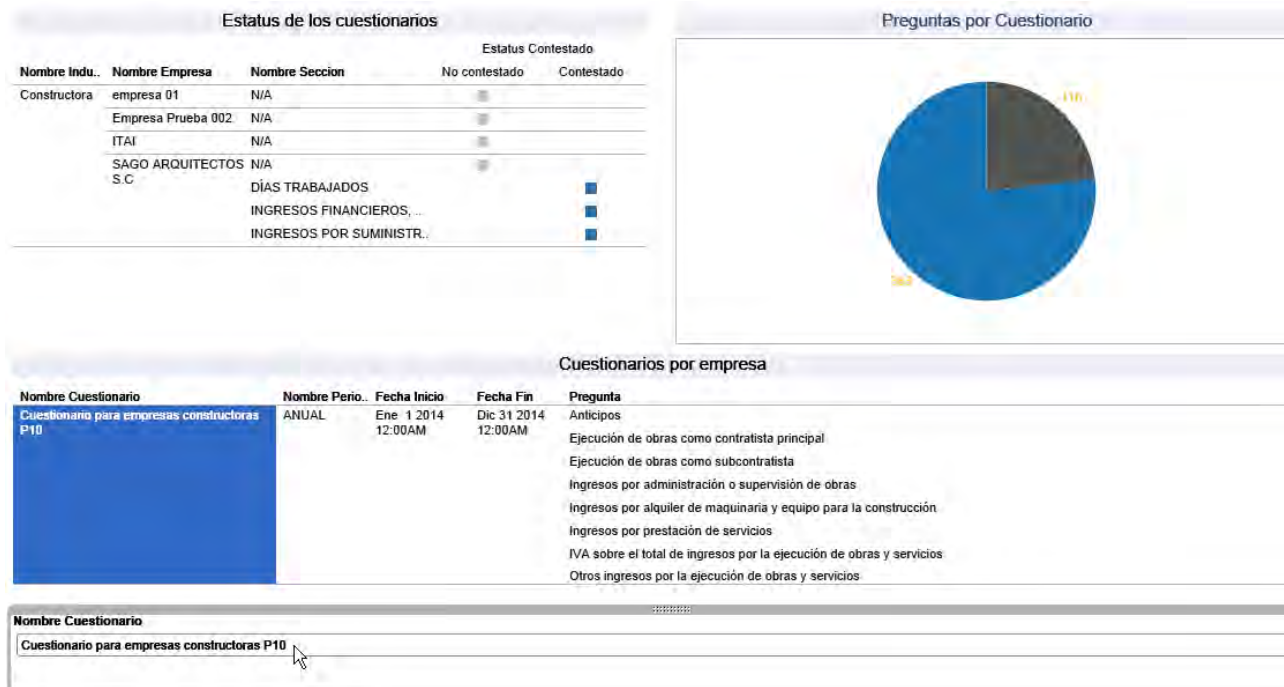 Estatus de los cuestionarios
Preguntas por Cuestionario
Estatus Contestado
Nombre Indu.. Nombre Empresa Nombre Seccion No contestado Contestado
Constructora empresa 01 N/A
Empresa Prueba 002 N/A
ITAI N/A
SAGO ARQUITECTOS N/A
S.C
DÍAS TRABAJADOS
INGRESOS FINANCIEROS, ..
INGRESOS POR SUMINISTR..
Cuestionarios por empresa
Nombre Cuestionario Nombre Perio.. Fecha Inicio Fecha Fin Pregunta
Cuestionario para empresas constructoras ANUAL Ene 1 2014 Dic 31 2014 Anticipos
P10 12:00AM 12:00AM
Ejecución de obras como contratista principal
Ejecución de obras como subcontratista
Ingresos por administración o supervisión de obras
Ingresos por alquiler de maquinaria y equipo para la construcción
Ingresos por prestación de servicios
IVA sobre el total de ingresos por la ejecución de obras y servicios
Otros ingresos por la ejecución de obras y servicios
Nombre Cuestionario
Cuestionario para empresas constructoras P10